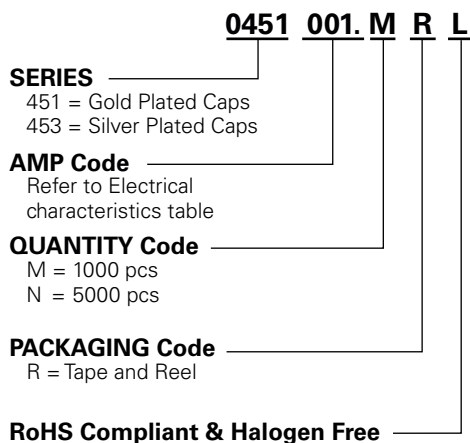 0451 001. M R L
SERIES
451 = Gold Plated Caps
453 = Silver Plated Caps
AMP Code
Refer to Electrical
characteristics table
QUANTITY Code
M = 1000 pcs
N = 5000 pcs
PACKAGING Code
R = Tape and Reel
RoHS Compliant & Halogen Free